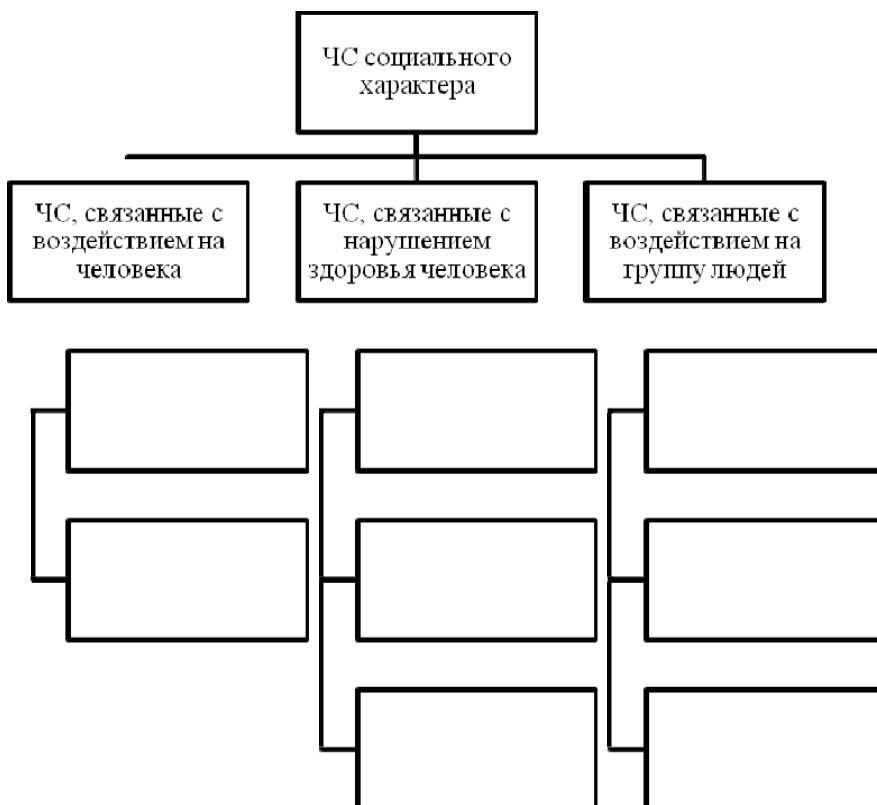 ЧС социального
характера
ЧС, связанные с
воздействием на
человека
ЧС, связанные с
нарушением
здоровья человека
ЧС, связанные с
воздействием на
группу людей